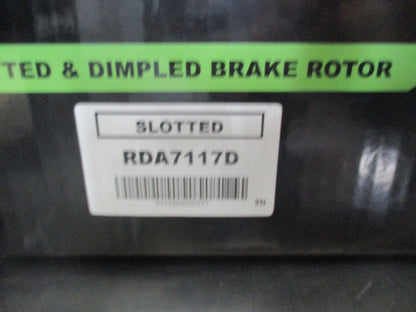 TED & DIMPLED BRAKE ROTOR
SLOTTED
RDA7117D